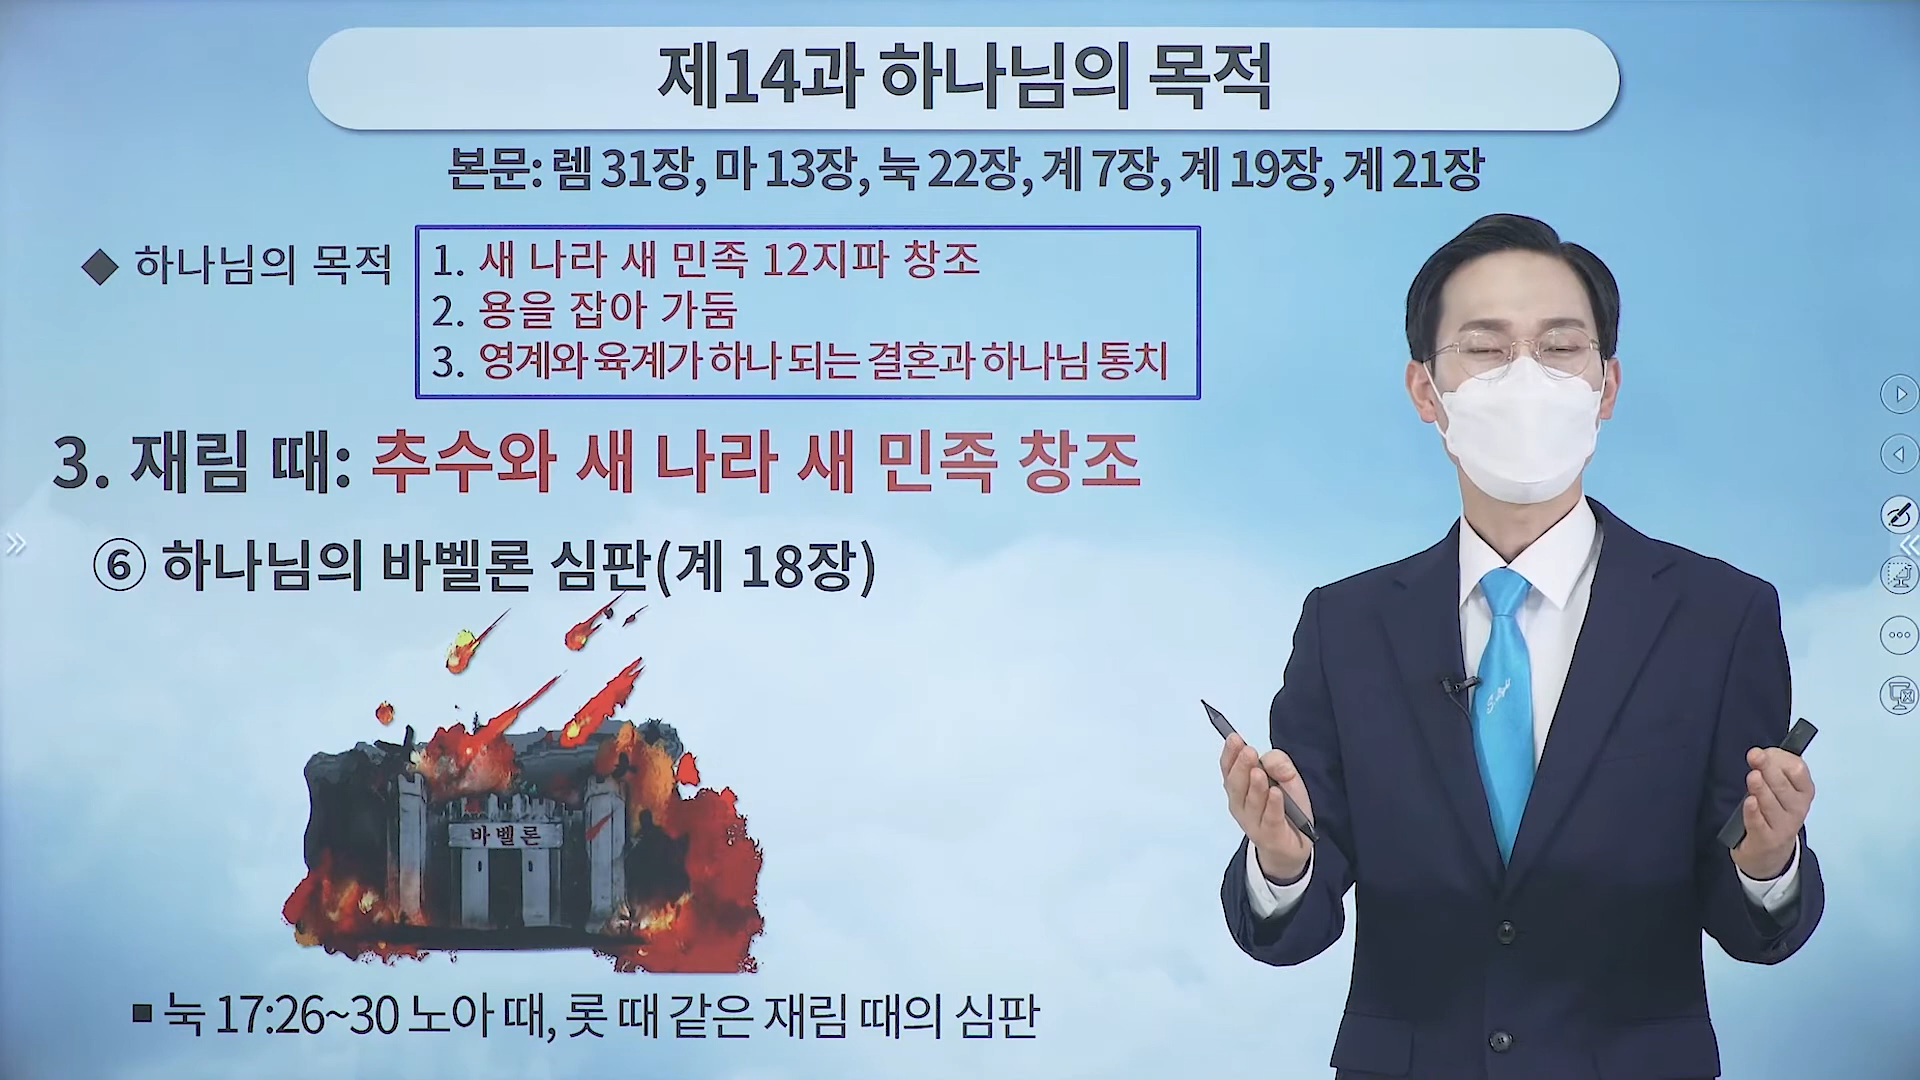 제14과 하나님의 목적
본문: 렘 31장, 마 13장, 눅 22장, 계 7장, 계 19장, 계 21장
◆ 하나님의 목적
1. 새 나라 새 민족 12지파 창조
2. 용을 잡아 가둠
3. 영계와 육계가 하나 되는 결혼과 하나님 통치
3. 재림 때: 추수와 새 나라 새 민족 창조
⑥ 하나님의 바벨론 심판(계 18장)
바벨론
■ 눅 17:26~30 노아 때, 롯 때 같은 재림 때의 심판